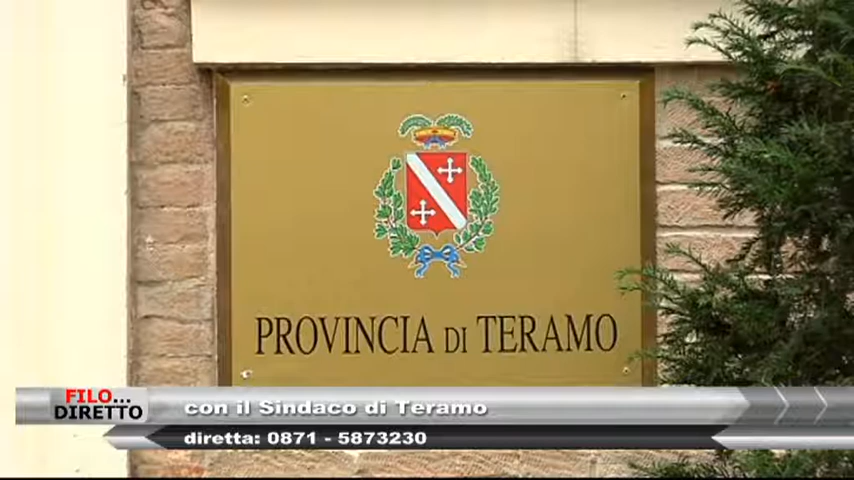 PROVINCIA DI TERAMO
FILO...
DIRETTO
con il Sindaco di Teramo
diretta: 0871 - 5873230